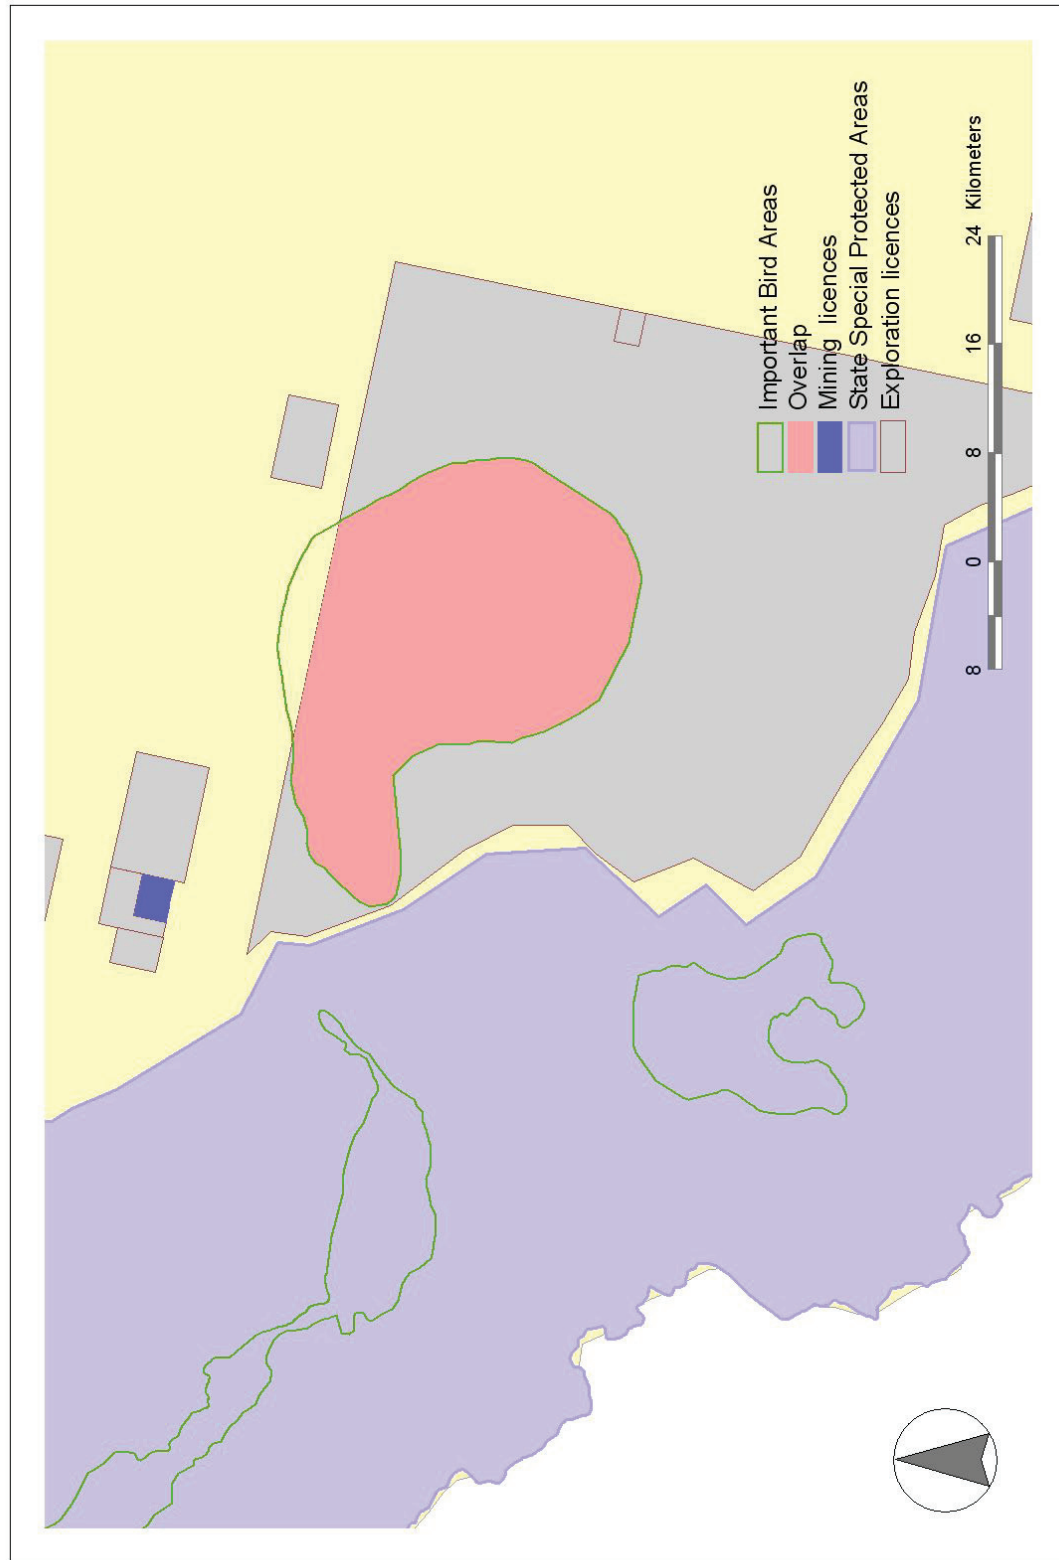 Important Bird Areas
Overlap
Mining licences
State Special Protected Areas
Exploration licences
8 0 8 16 24 Kilometers